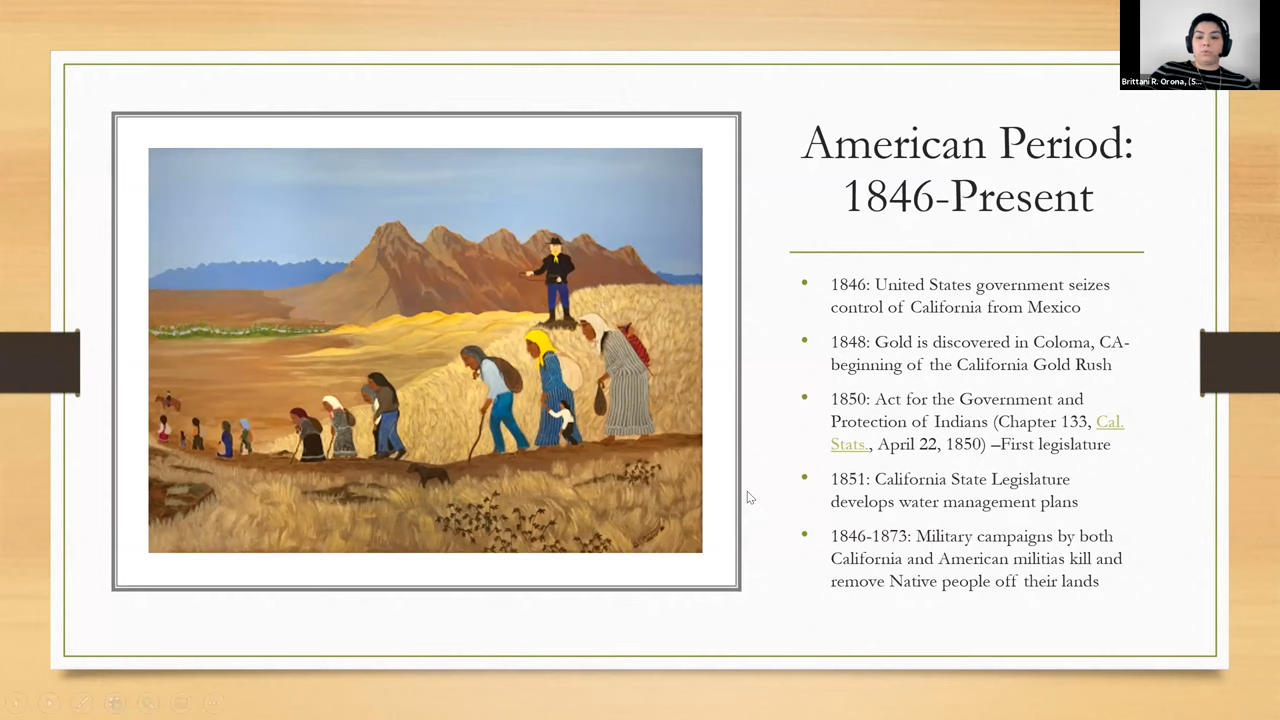 Brittani R. Orona, (S...
American Period:
1846-Present
• 1846: United States government seizes
control of California from Mexico
• 1848: Gold is discovered in Coloma, CA-
beginning of the California Gold Rush
• 1850: Act for the Government and
Protection of Indians (Chapter 133, Cal.
Stats., April 22, 1850) –First legislature
• 1851: California State Legislature
develops water management plans
• 1846-1873: Military campaigns by both
California and American militias kill and
remove Native people off their lands